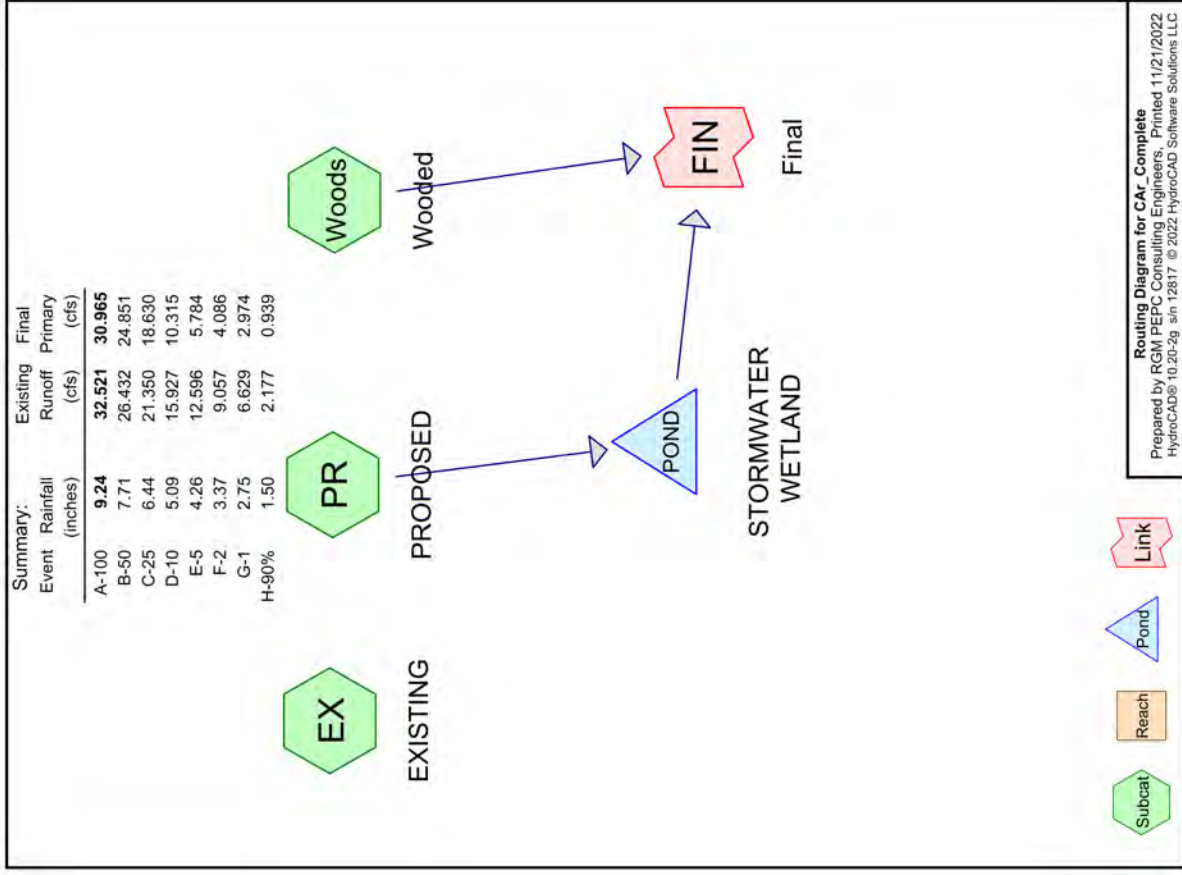 Summary:
Event Rainfall Existing Final
(inches) Runoff Primary
(cfs) (cfs)
A-100 9.24 32.521 30.965
B-50 7.71 26.432 24.851
C-25 6.44 21.350 18.630
D-10 5.09 15.927 10.315
E-5 4.26 12.596 5.784
F-2 3.37 9.057 4.086
G-1 2.75 6.629 2.974
H-90% 1.50 2.177 0.939
EX
EXISTING
PR
PROPOSED
Woods
Wooded
POND
STORMWATER
WETLAND
FIN
Final
Subcat
Reach
Pond
Link
Routing Diagram for CAr_Complete
Prepared by RGM PEPC Consulting Engineers, Printed 11/21/2022
HydroCAD® 10.20-2g s/n 12817 © 2022 HydroCAD Software Solutions LLC